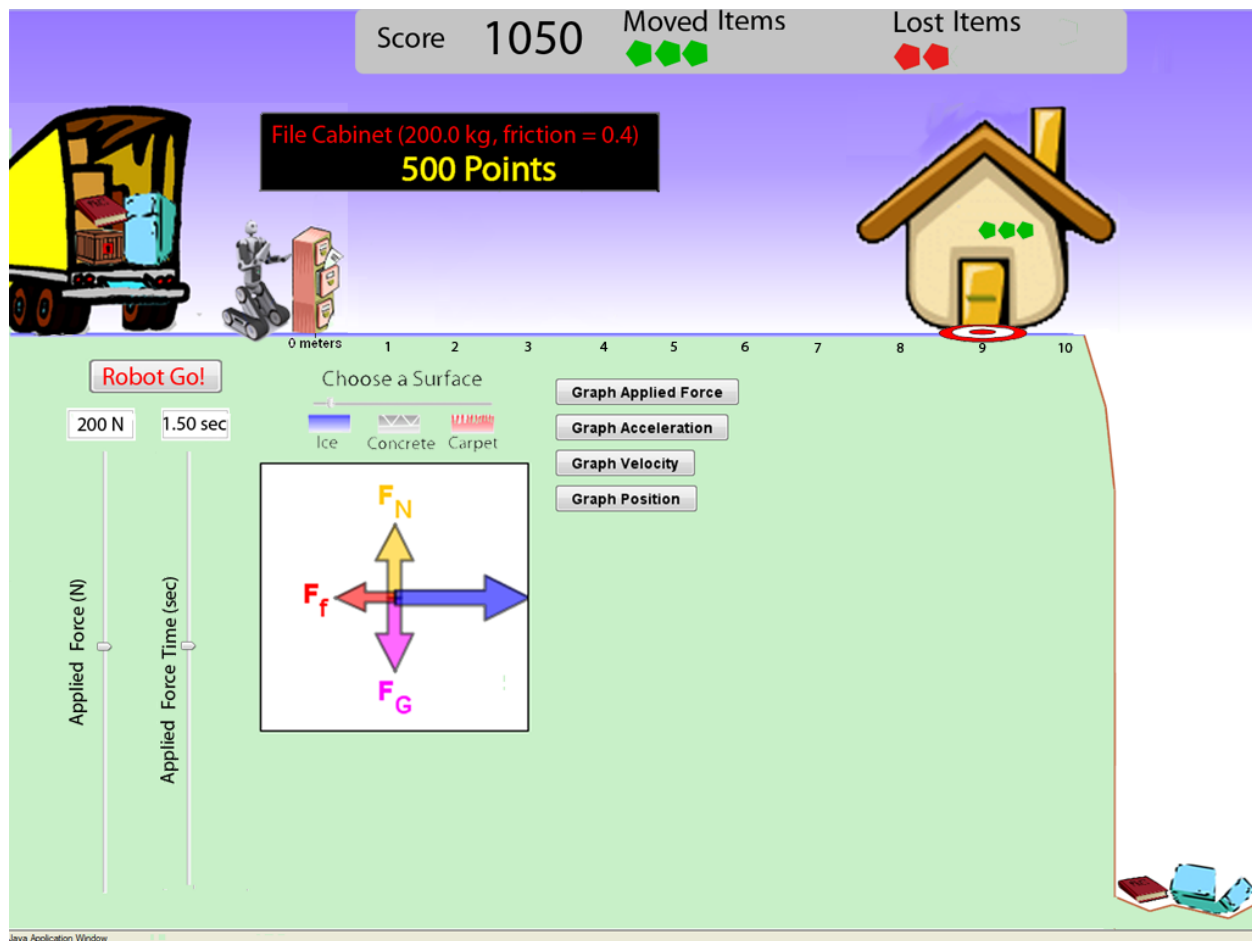 Score 1050 Moved Items Lost Items
File Cabinet (200.0 kg, friction = 0.4)
500 Points
0 meters 1 2 3 4 5 6 7 8 9 10
Robot Go!
200 N 1.50 sec
Choose a Surface
Ice Concrete Carpet
Graph Applied Force
Graph Acceleration
Graph Velocity
Graph Position
Applied Force (N)
Applied Force Time (sec)
F_N
F_f
F_G
Java Application Window